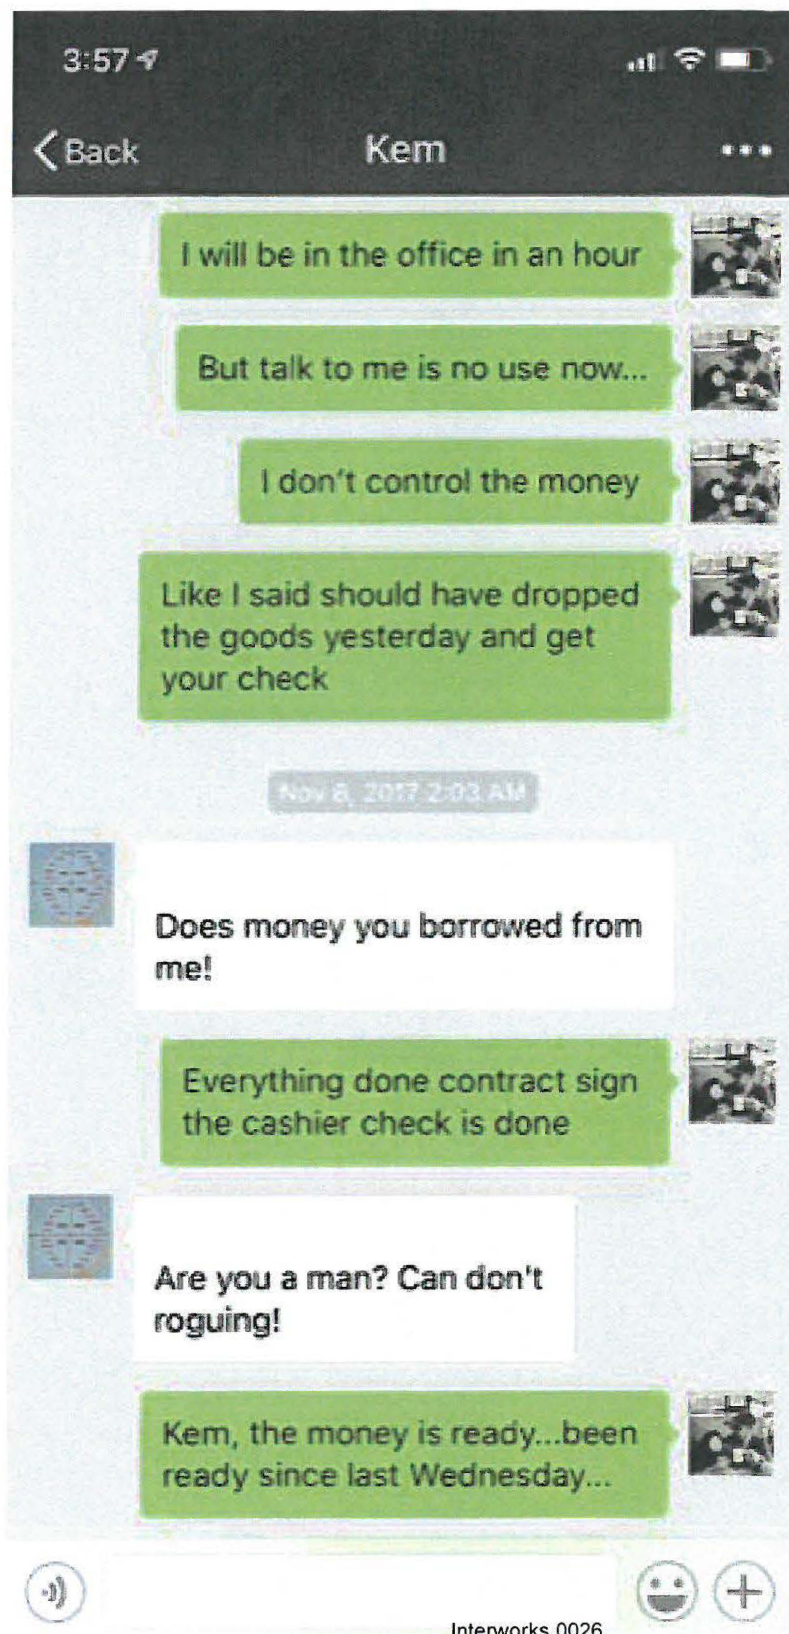 3:57
Back
Kem
I will be in the office in an hour
But talk to me is no use now...
I don't control the money
Like I said should have dropped
the goods yesterday and get
your check
Nov 8, 2017 2:03 AM
Does money you borrowed from
me!
Everything done contract sign
the cashier check is done
Are you a man? Can don't
roguing!
Kem, the money is ready...been
ready since last Wednesday...
Interworks 0026